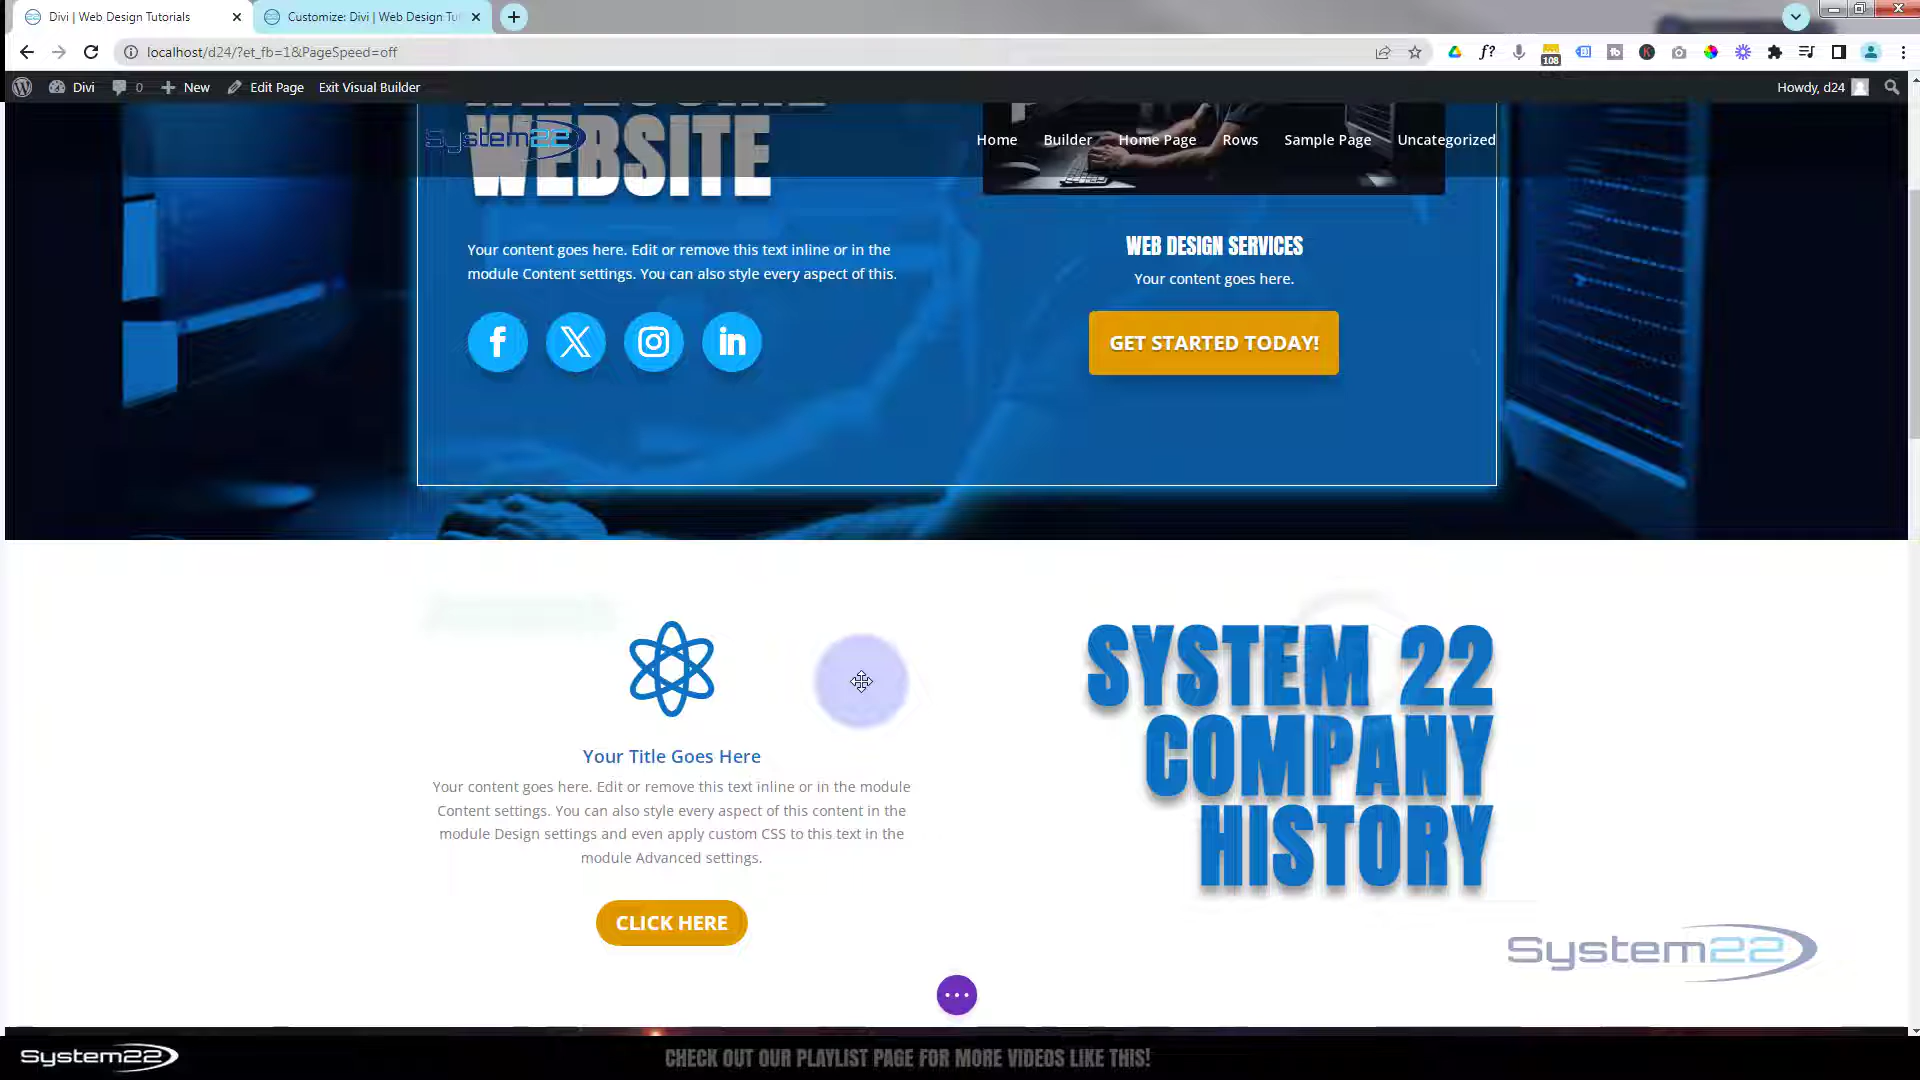 Divi | Web Design Tutorials
Customize: Divi | Web Design Tut
localhost/d24/?et_fb=1&PageSpeed=off
f?
108
Divi
0
New
Edit Page
Exit Visual Builder
Howdy, d24
WEBSITE
WEBSITE
System22
Home
Builder
Home Page
Rows
Sample Page
Uncategorized
Your content goes here. Edit or remove this text inline or in the
module Content settings. You can also style every aspect of this.
WEB DESIGN SERVICES
Your content goes here.
GET STARTED TODAY!
Your Title Goes Here
Your content goes here. Edit or remove this text inline or in the module
Content settings. You can also style every aspect of this content in the
module Design settings and even apply custom CSS to this text in the
module Advanced settings.
CLICK HERE
SYSTEM 22
COMPANY
HISTORY
System22
System22
CHECK OUT OUR PLAYLIST PAGE FOR MORE VIDEOS LIKE THIS!